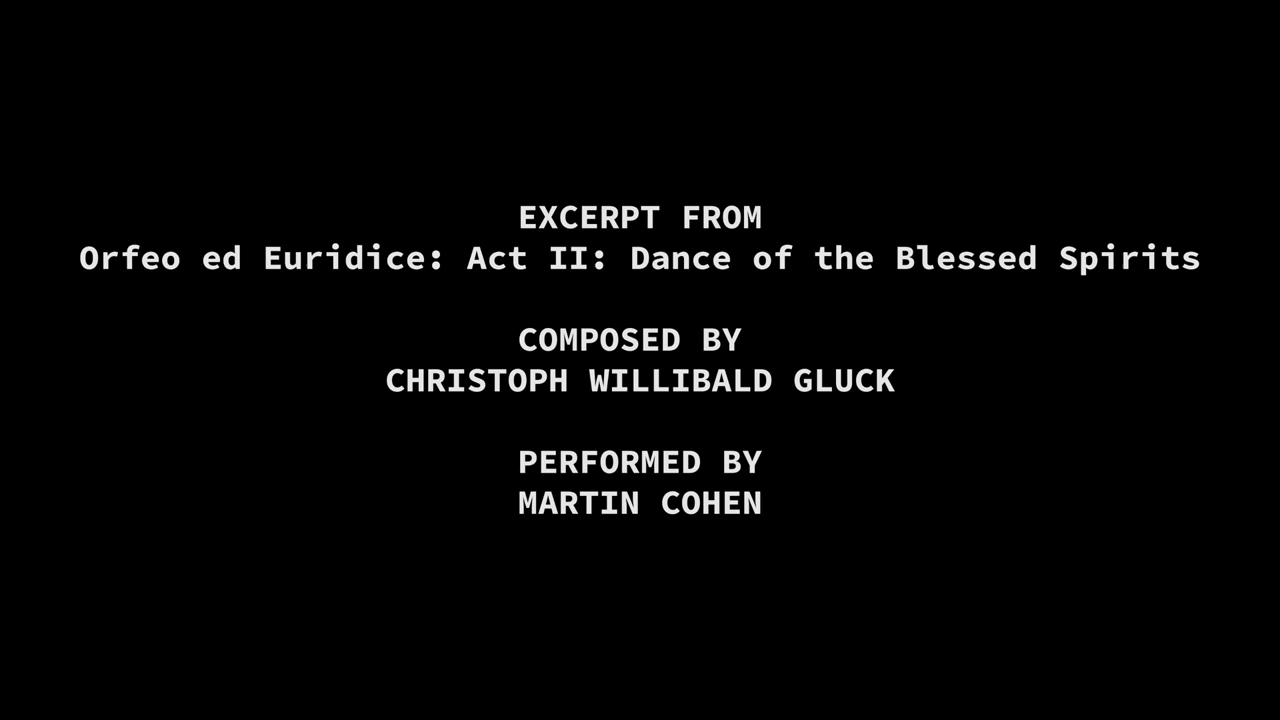 EXCERPT FROM
Orfeo ed Euridice: Act II: Dance of the Blessed Spirits
COMPOSED BY
CHRISTOPH WILLIBALD GLUCK
PERFORMED BY
MARTIN COHEN